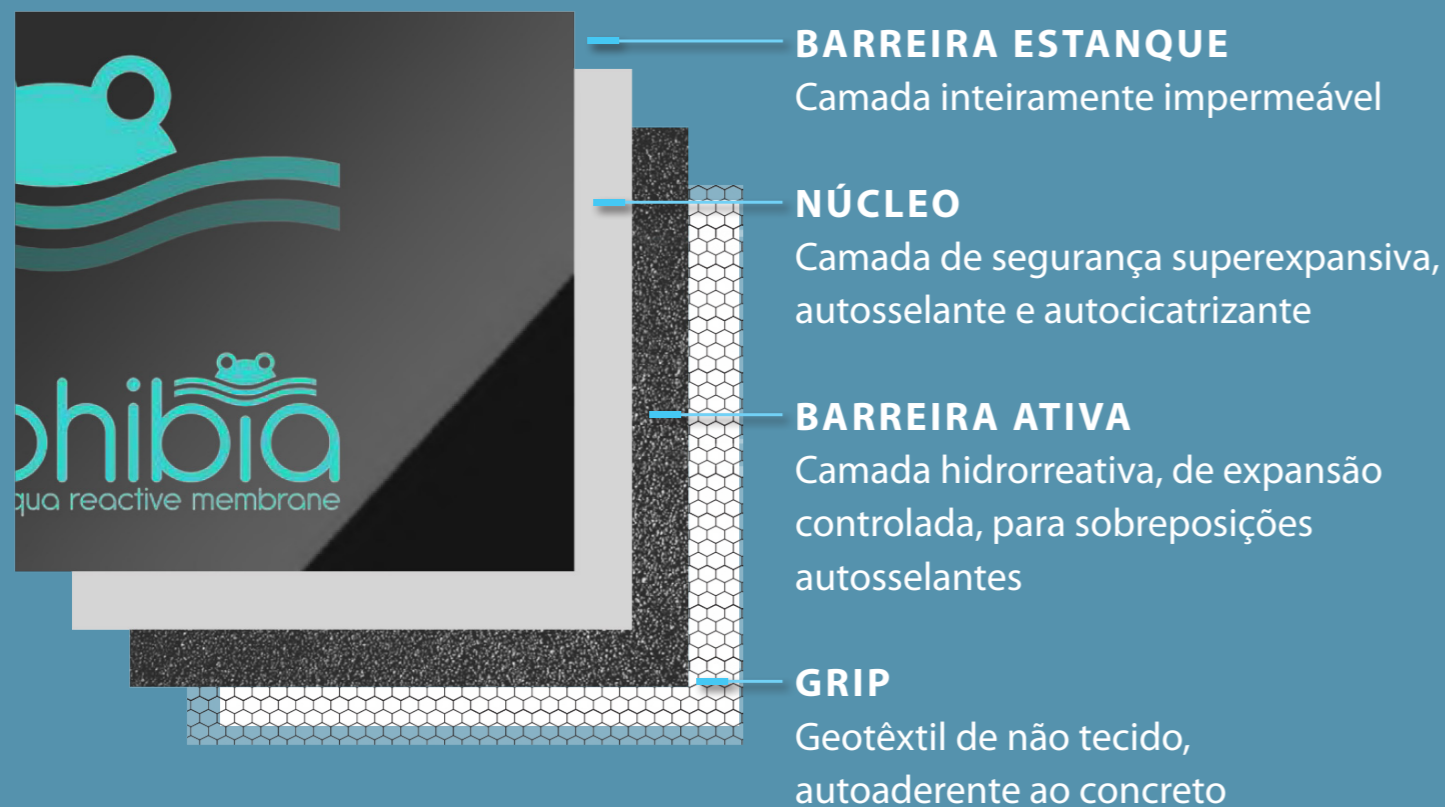 BARREIRA ESTANQUE
Camada inteiramente impermeável
NÚCLEO
Camada de segurança superexpansiva,
autosselante e autocicatrizante
BARREIRA ATIVA
Camada hidrorreativa, de expansão
controlada, para sobreposições
autosselantes
GRIP
Geotêxtil de não tecido,
autoaderente ao concreto
phibia
qua reactive membrane